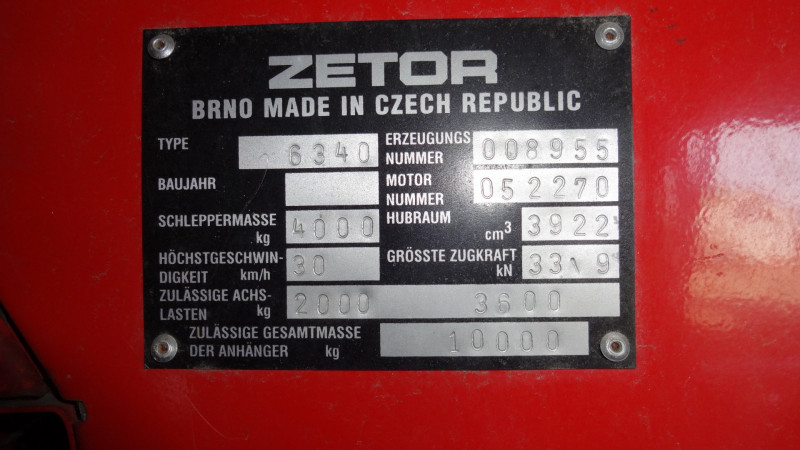 ZETOR
BRNO MADE IN CZECH REPUBLIC
TYPE 6340
ERZEUGUNGS NUMMER 008955
BAUJAHR
MOTOR NUMMER 052270
SCHLEPPERMASSE kg 4000
HUBRAUM cm3 3922
HÖCHSTGESCHWIN-
DIGKEIT km/h 30
GRÖSSTE ZUGKRAFT
kN 33,9
ZULÄSSIGE ACHS-
LASTEN kg 2000 3600
ZULÄSSIGE GESAMTMASSE
DER ANHÄNGER kg 10000